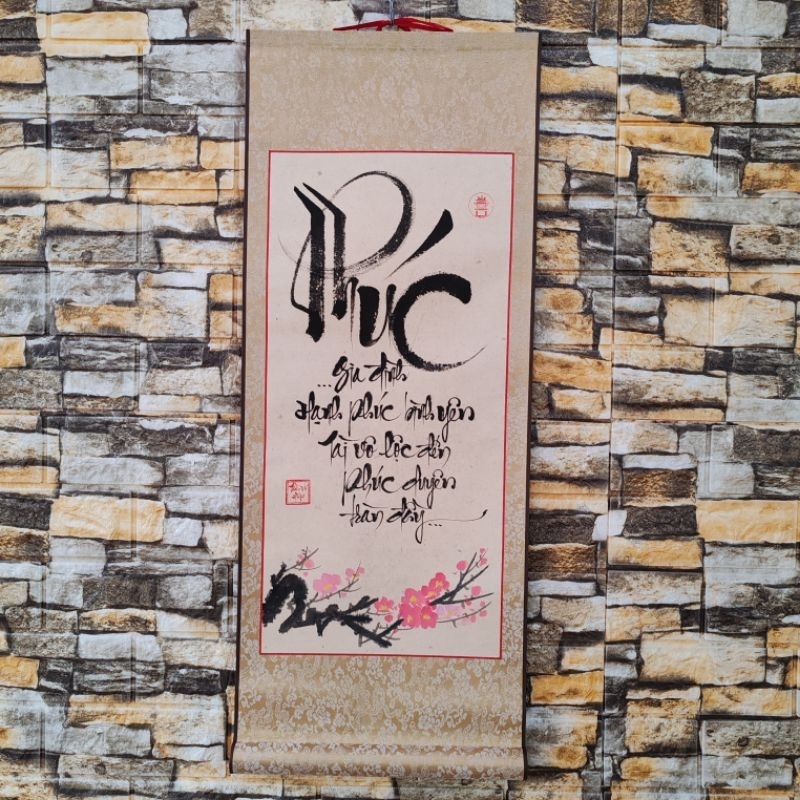 Phúc
...Gia đình
Hạnh phúc bình yên
Tài vô lộc đến
Phúc duyên
tràn đầy...